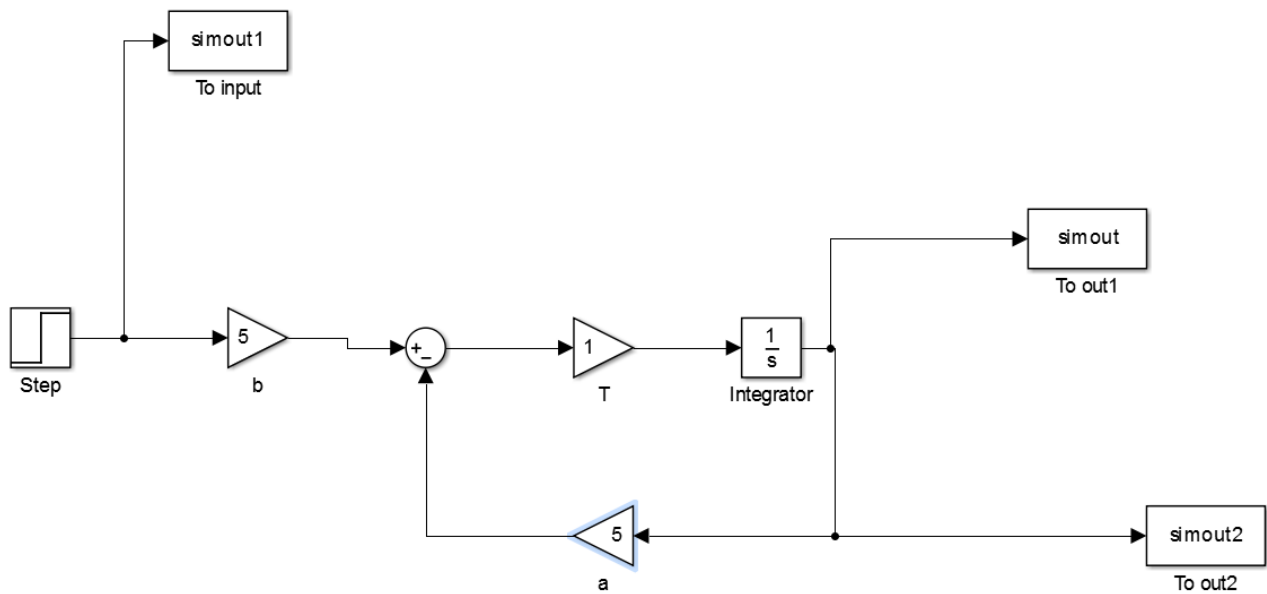 simout1
To input
simout
To out1
5
+
−
1
1
s
Step
b
T
Integrator
5
simout2
a
To out2